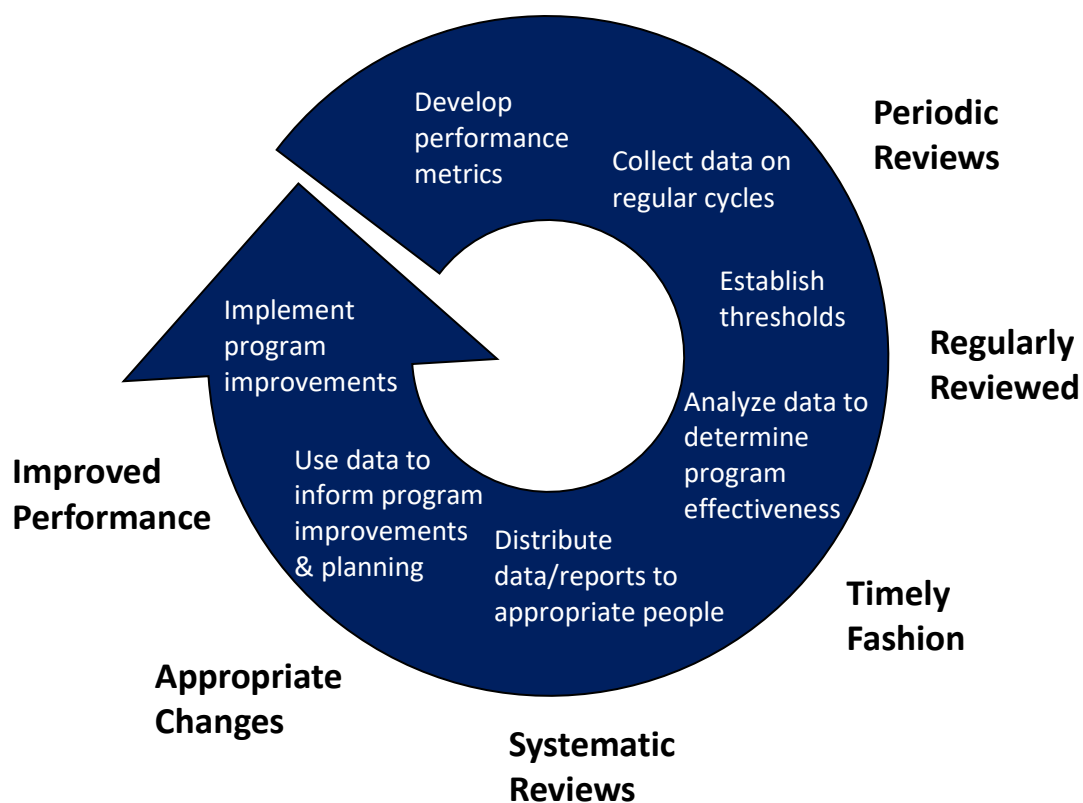 Develop
performance
metrics
Collect data on
regular cycles
Periodic
Reviews
Establish
thresholds
Regularly
Reviewed
Analyze data to
determine
program
effectiveness
Timely
Fashion
Distribute
data/reports to
appropriate people
Systematic
Reviews
Use data to
inform program
improvements
& planning
Appropriate
Changes
Implement
program
improvements
Improved
Performance